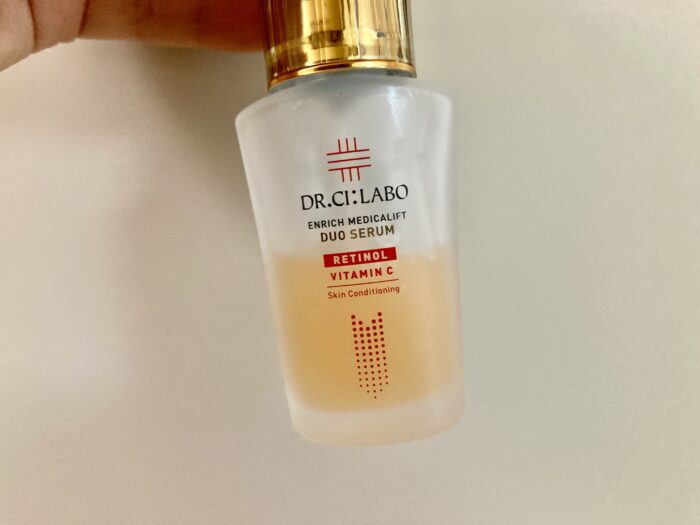 DR.CI:LABO
ENRICH MEDICALIFT
DUO SERUM
RETINOL
VITAMIN C
Skin Conditioning